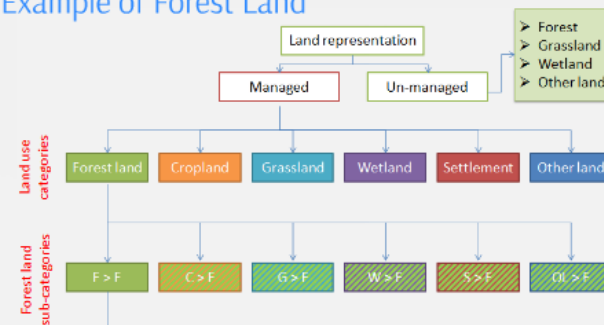 Example of Forest Land
Land representation
➤ Forest
➤ Grassland
➤ Wetland
➤ Other land
Managed
Un-managed
Land use
categories
Forest land
Cropland
Grassland
Wetland
Settlement
Other land
Forest land
sub-categories
F > F
C > F
G > F
W > F
S > F
OL > F